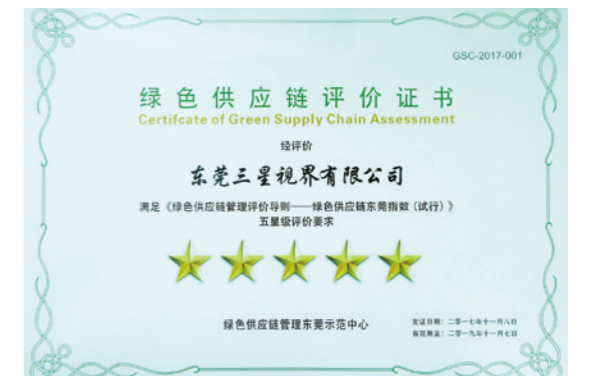 GSC-2017-001
绿色供应链评价证书
Certifcate of Green Supply Chain Assessment
经评价
东莞三星视界有限公司
满足《绿色供应链管理评价导则——绿色供应链东莞指数(试行)》
五星级评价要求
绿色供应链管理东莞示范中心
发证日期：二零一七年十一月八日
有效期至：二零一九年十一月七日